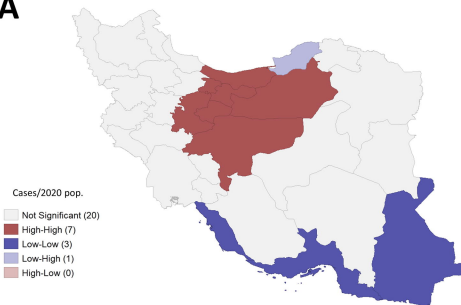 A
Cases/2020 pop.
Not Significant (20)
High-High (7)
Low-Low (3)
Low-High (1)
High-Low (0)